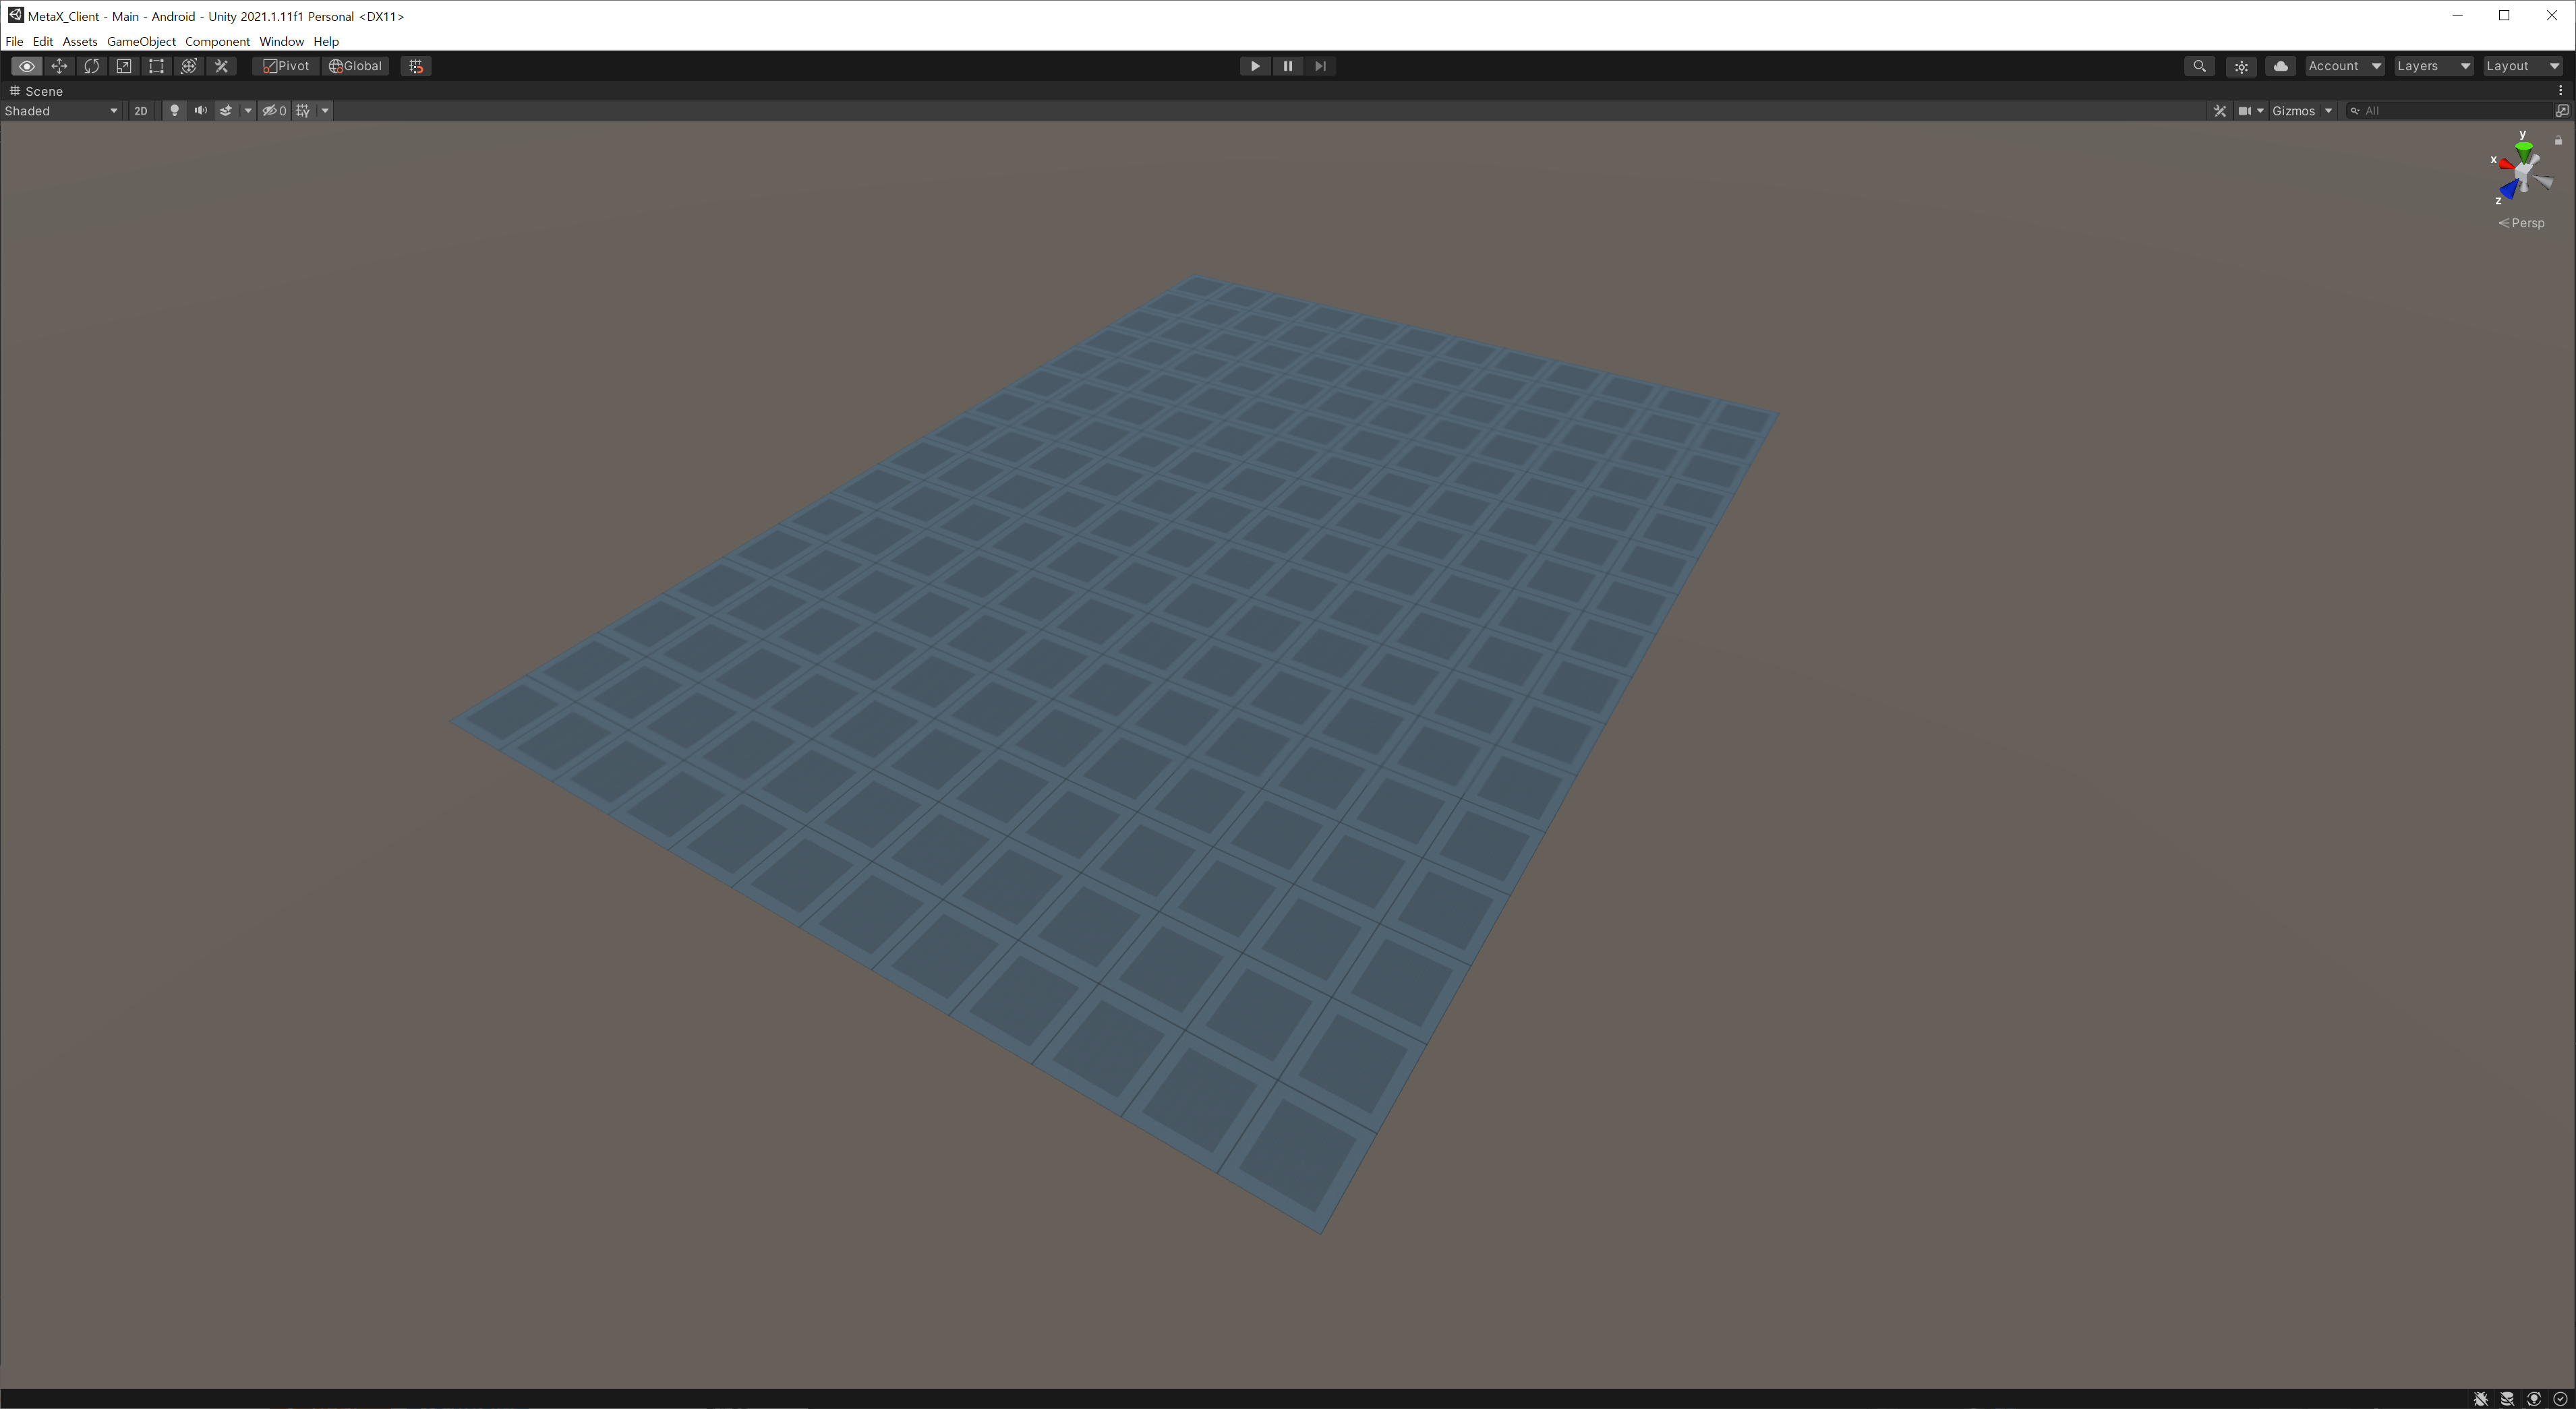 MetaX_Client - Main - Android - Unity 2021.1.11f1 Personal <DX11>
File Edit Assets GameObject Component Window Help
Pivot Global Account Layers Layout
Scene
Shaded 2D 0 Gizmos All
y
x
z
Persp